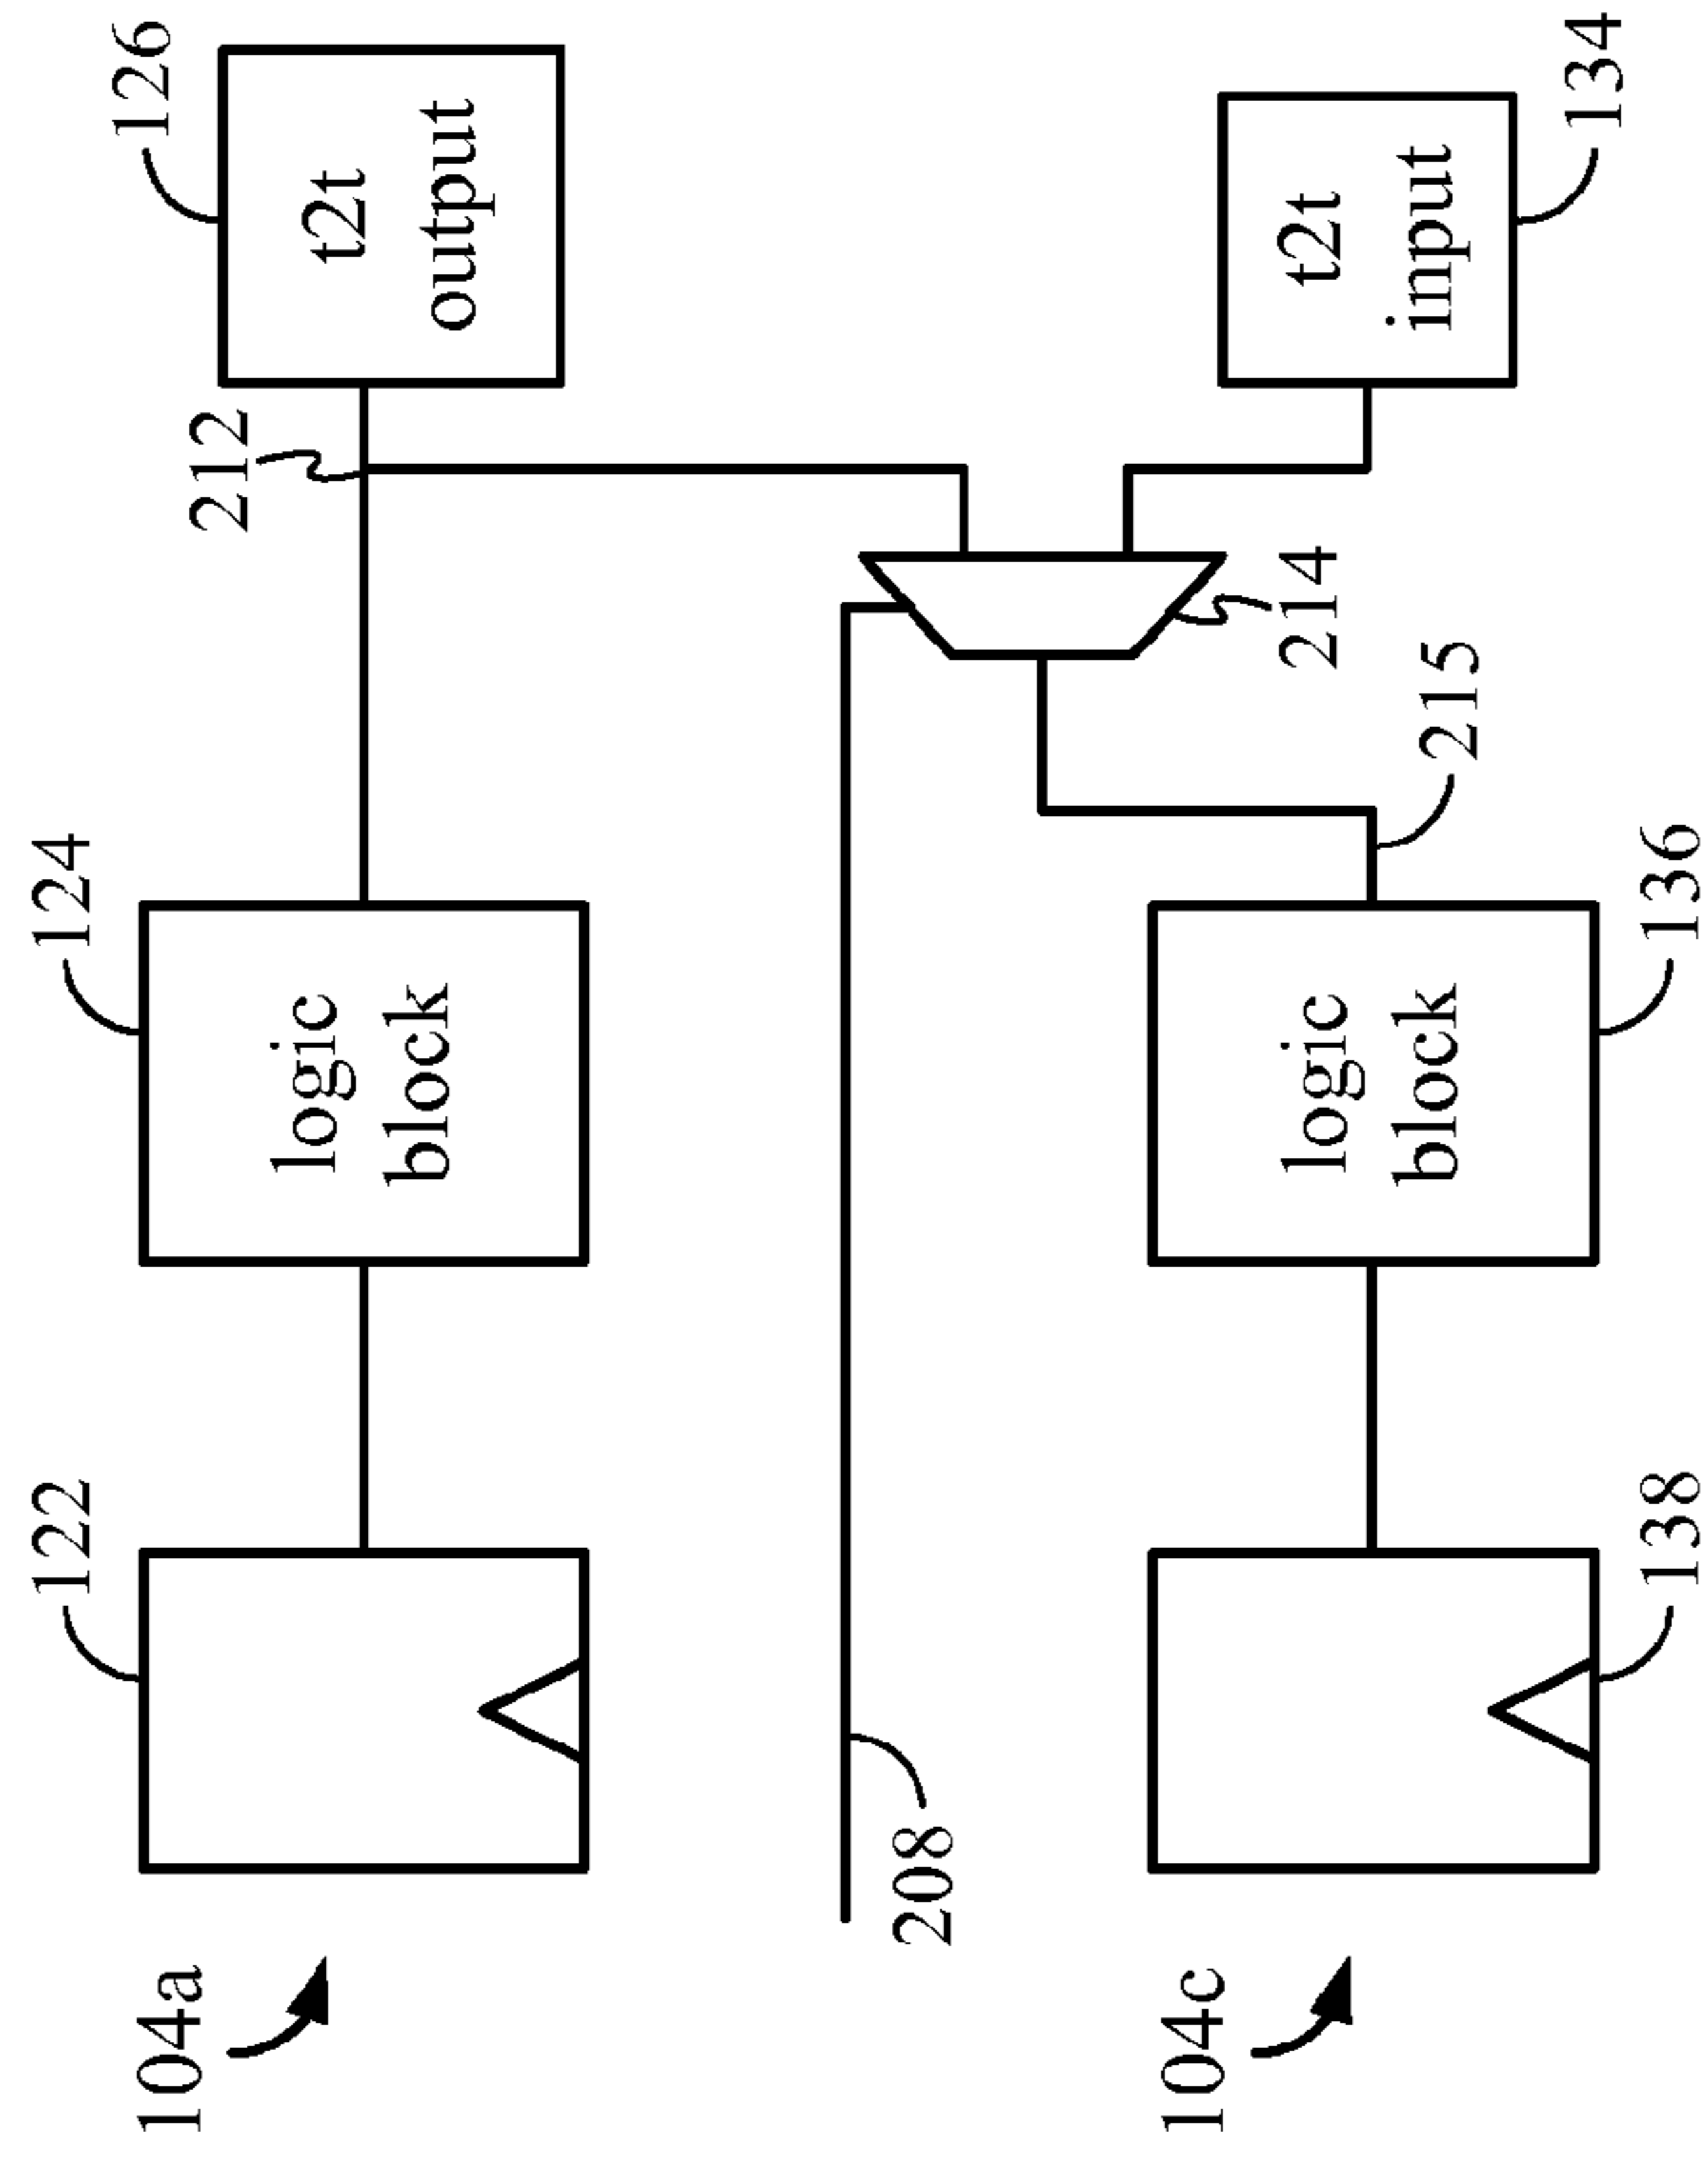 104a
122
124
logic
block
212
126
t2t
output
208
214
215
104c
138
logic
block
136
t2t
input
134